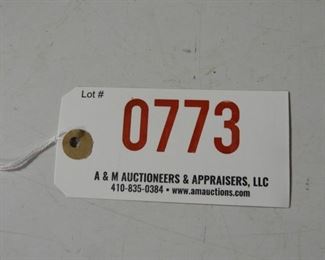 Lot #
0773
A & M AUCTIONEERS & APPRAISERS, LLC
410-835-0384 • www.amauctions.com